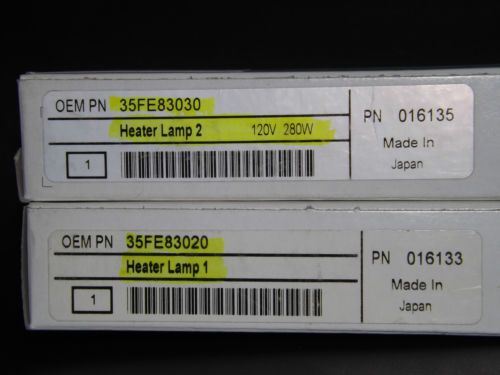 OEM PN 35FE83030
Heater Lamp 2 120V 280W
PN 016135
Made In
Japan
1
OEM PN 35FE83020
Heater Lamp 1
PN 016133
Made In
Japan
1